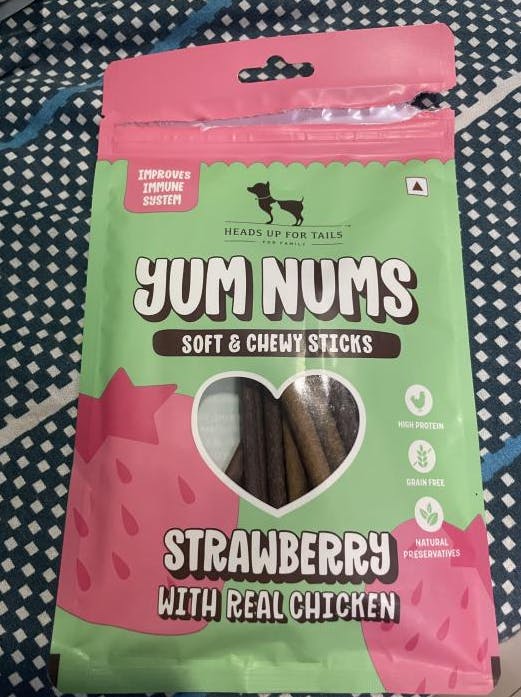 IMPROVES
IMMUNE
SYSTEM
HEADS UP FOR TAILS
FOR FAMILY
YUM NUMS
SOFT & CHEWY STICKS
HIGH PROTEIN
GRAIN FREE
NATURAL
PRESERVATIVES
STRAWBERRY
WITH REAL CHICKEN